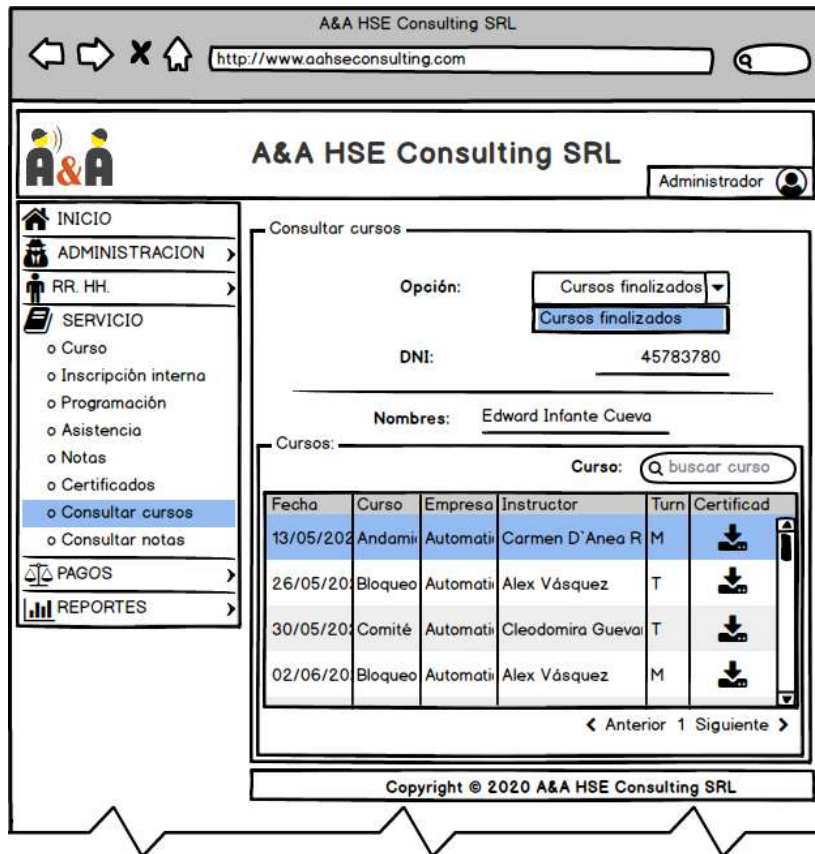 A&A HSE Consulting SRL
http://www.aahseconsulting.com
A&A
A&A HSE Consulting SRL
Administrador
INICIO
ADMINISTRACION
RR. HH.
SERVICIO
o Curso
o Inscripción interna
o Programación
o Asistencia
o Notas
o Certificados
o Consultar cursos
o Consultar notas
PAGOS
REPORTES
Consultar cursos
Opción: Cursos finalizados
Cursos finalizados
DNI: 45783780
Nombres: Edward Infante Cueva
Cursos:
Curso: buscar curso
Fecha Curso Empresa Instructor Turn Certificad
13/05/202 Andami Automati Carmen D`Anea R M
26/05/20 Bloqueo Automati Alex Vásquez T
30/05/20 Comité Automati Cleodomira Gueva T
02/06/20 Bloqueo Automati Alex Vásquez M
Anterior 1 Siguiente
Copyright © 2020 A&A HSE Consulting SRL